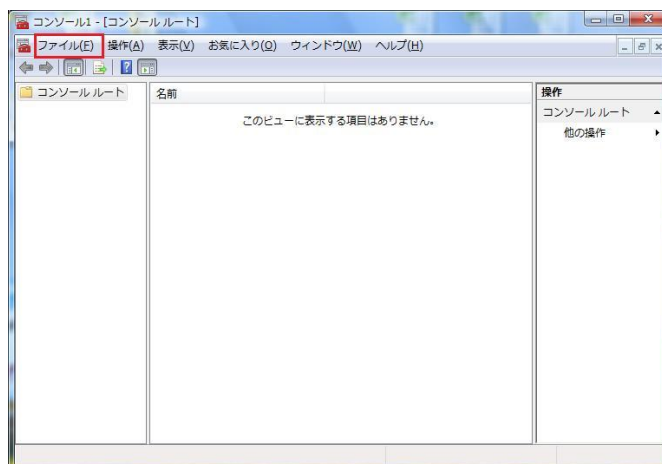 コンソール1 - [コンソール ルート]
ファイル(F) 操作(A) 表示(V) お気に入り(O) ウィンドウ(W) ヘルプ(H)
コンソール ルート
名前
このビューに表示する項目はありません。
操作
コンソール ルート
他の操作